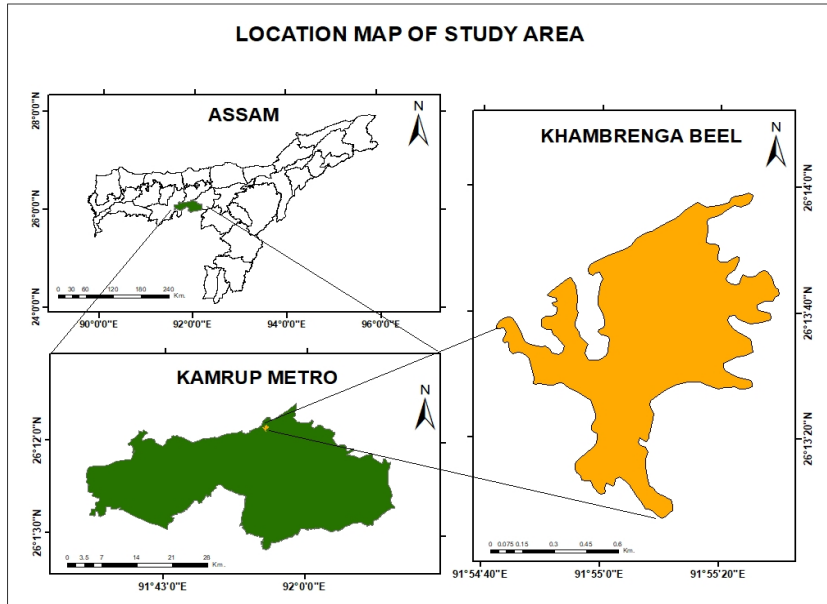 LOCATION MAP OF STUDY AREA
ASSAM
N
28°0'0"N
26°0'0"N
24°0'0"N
0 30 60 120 180 240
Km.
90°0'0"E 92°0'0"E 94°0'0"E 96°0'0"E
KAMRUP METRO
N
26°12'0"N
26°1'30"N
0 3.5 7 14 21 28
Km.
91°43'0"E 92°0'0"E
KHAMBRENGA BEEL
N
26°14'0"N
26°13'40"N
26°13'20"N
0 0.075 0.15 0.3 0.45 0.6
Km.
91°54'40"E 91°55'0"E 91°55'20"E